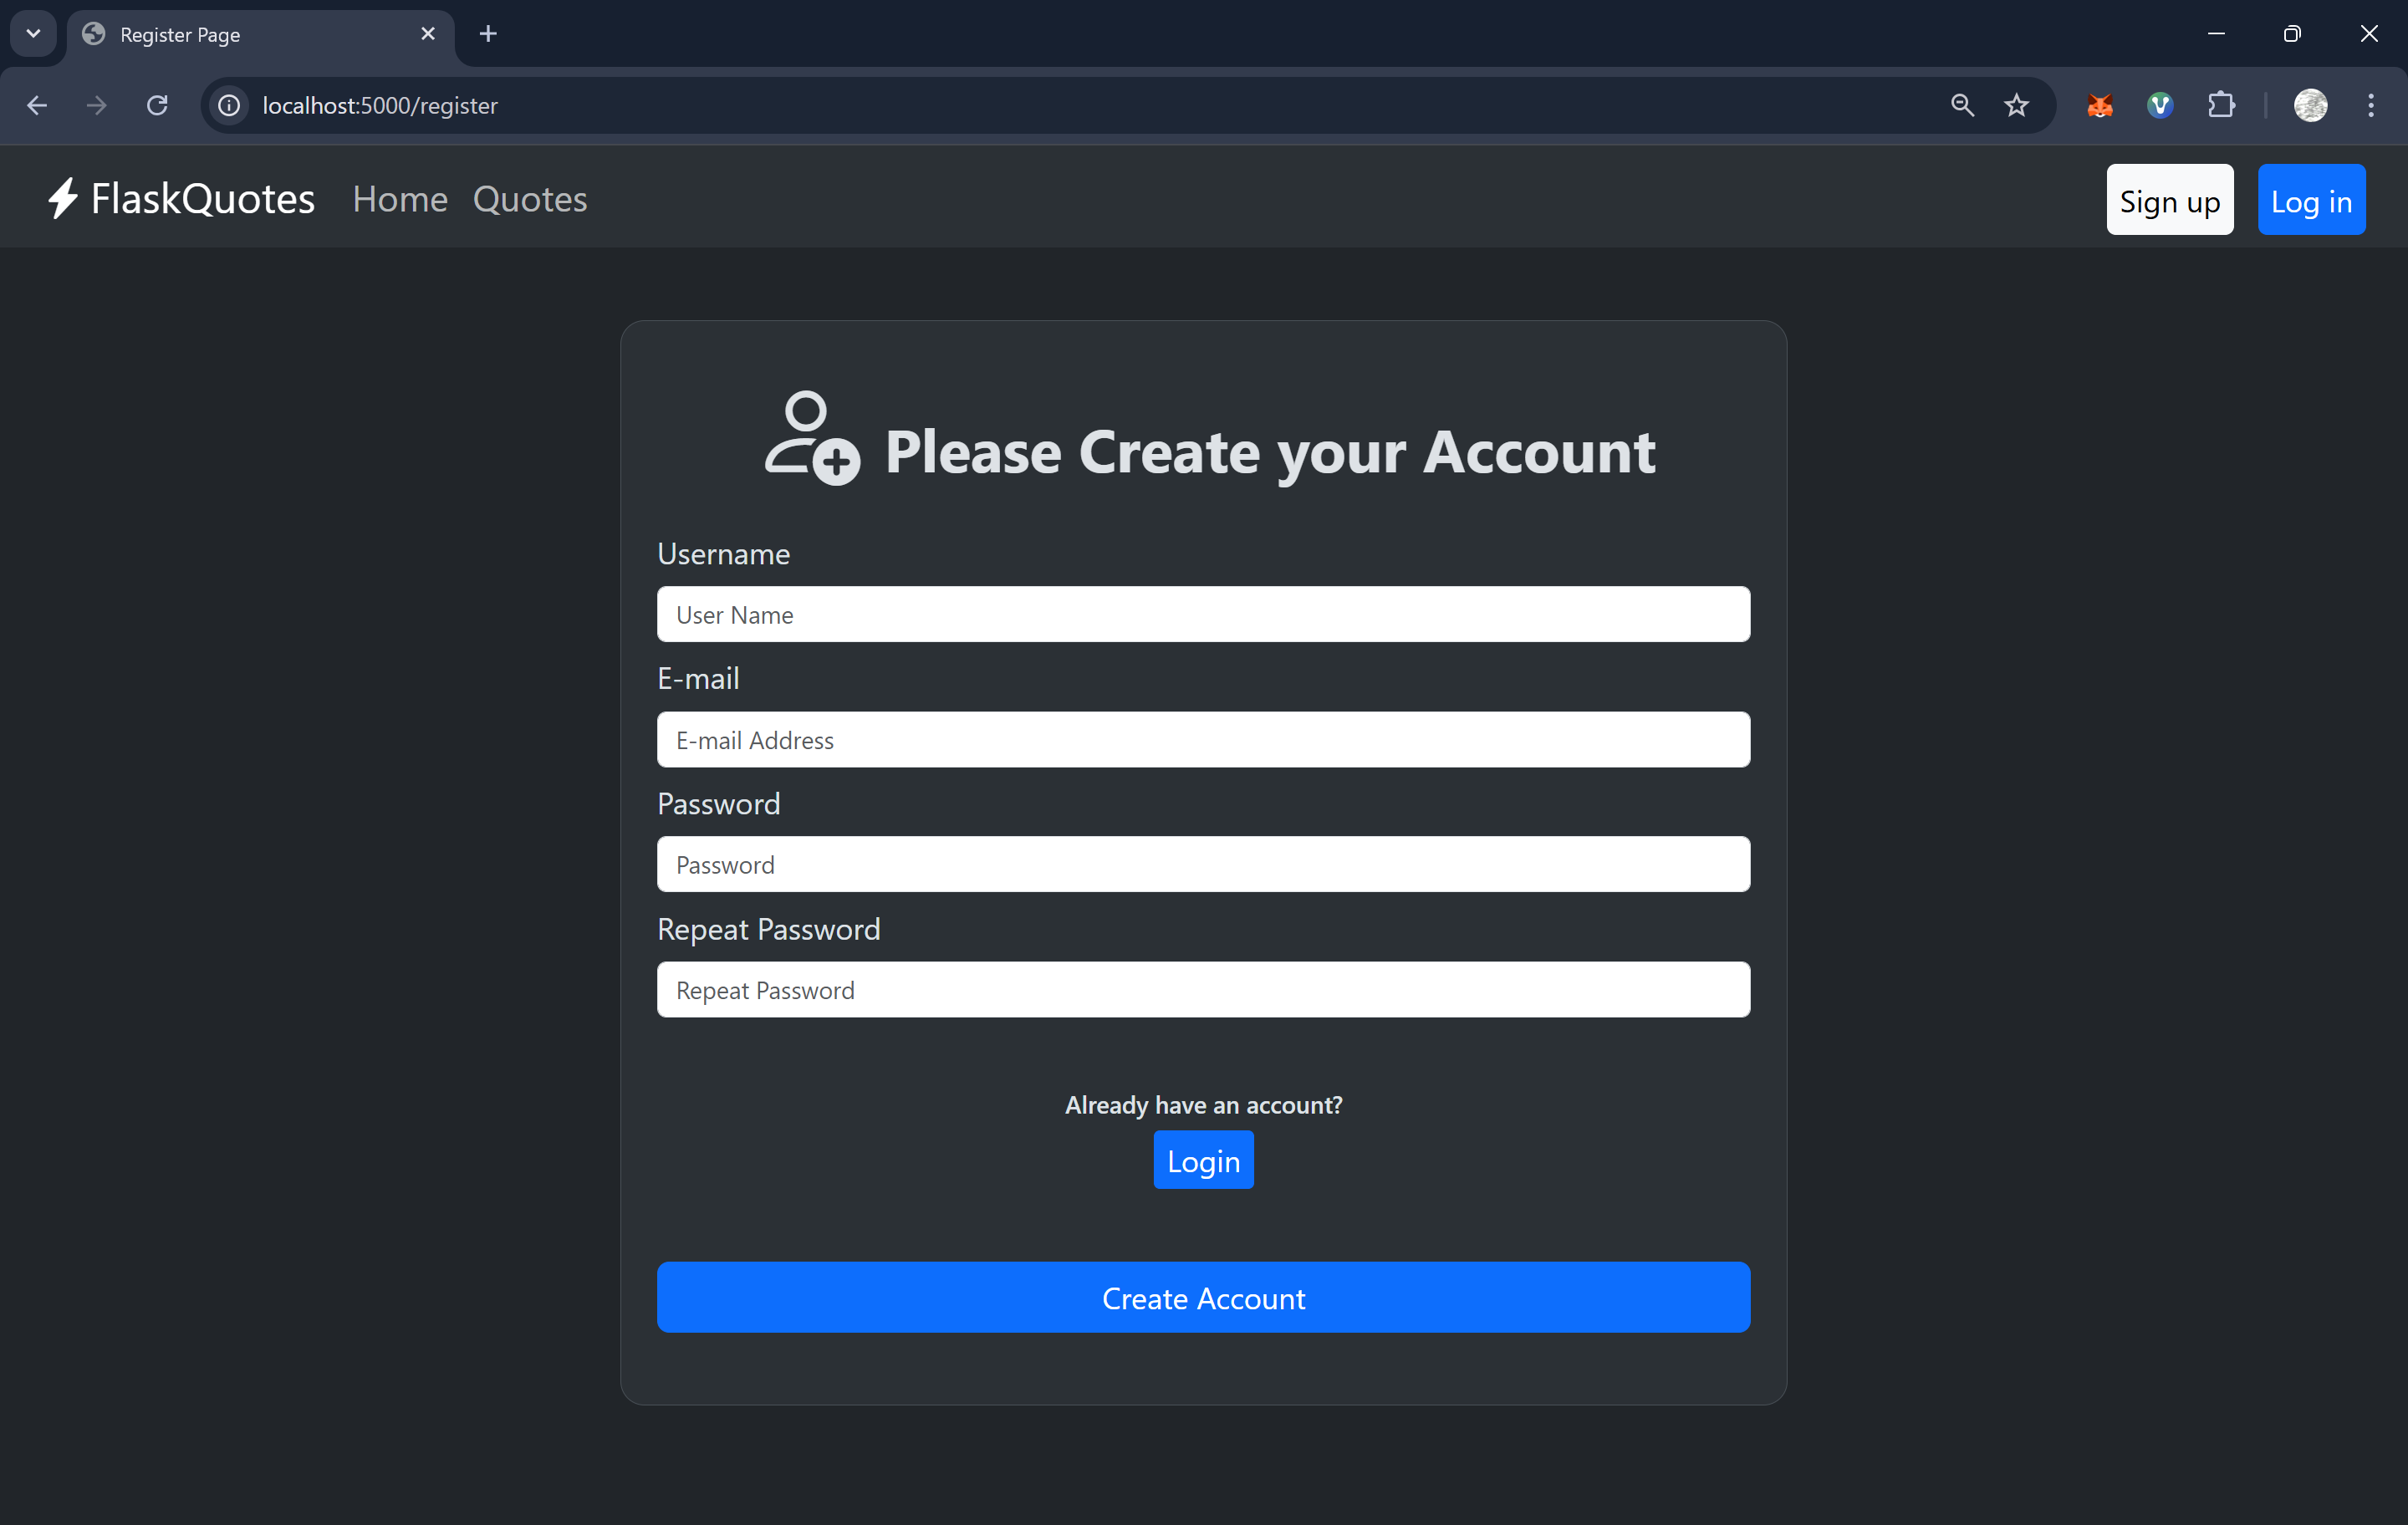 Register Page
localhost:5000/register
FlaskQuotes Home Quotes Sign up Log in
Please Create your Account
Username
User Name
E-mail
E-mail Address
Password
Password
Repeat Password
Repeat Password
Already have an account?
Login
Create Account